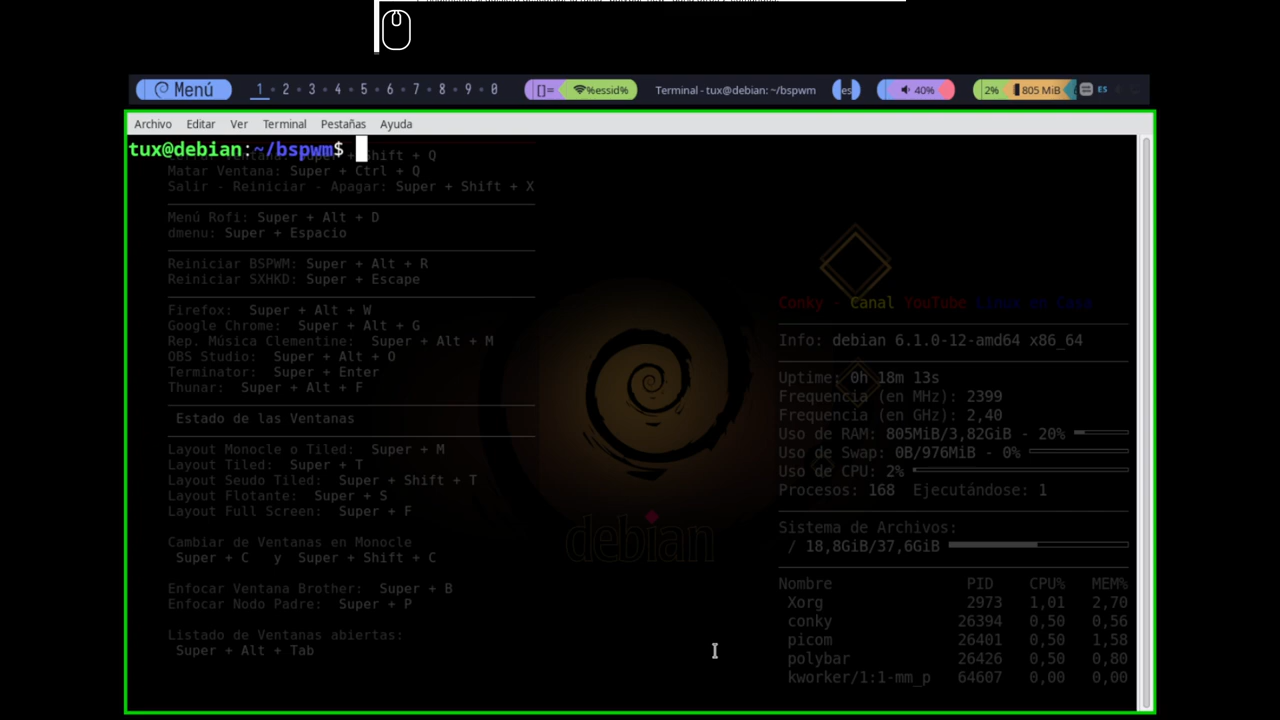 Menú 1 • 2 • 3 • 4 • 5 • 6 • 7 • 8 • 9 • 0 []= %essid% Terminal - tux@debian: ~/bspwm es 40% 2% 805 MiB ES
Archivo Editar Ver Terminal Pestañas Ayuda
tux@debian:~/bspwm$
Shift + Q
Matar Ventana: Super + Ctrl + Q
Salir - Reiniciar - Apagar: Super + Shift + X
Menú Rofi: Super + Alt + D
dmenu: Super + Espacio
Reiniciar BSPWM: Super + Alt + R
Reiniciar SXHKD: Super + Escape
Firefox: Super + Alt + W
Google Chrome: Super + Alt + G
Rep. Música Clementine: Super + Alt + M
OBS Studio: Super + Alt + O
Terminator: Super + Enter
Thunar: Super + Alt + F
Estado de las Ventanas
Layout Monocle o Tiled: Super + M
Layout Tiled: Super + T
Layout Seudo Tiled: Super + Shift + T
Layout Flotante: Super + S
Layout Full Screen: Super + F
Cambiar de Ventanas en Monocle
Super + C y Super + Shift + C
Enfocar Ventana Brother: Super + B
Enfocar Nodo Padre: Super + P
Listado de Ventanas abiertas:
Super + Alt + Tab
debian
Conky - Canal YouTube Linux en Casa
Info: debian 6.1.0-12-amd64 x86_64
Uptime: 0h 18m 13s
Frequencia (en MHz): 2399
Frequencia (en GHz): 2,40
Uso de RAM: 805MiB/3,82GiB - 20%
Uso de Swap: 0B/976MiB - 0%
Uso de CPU: 2%
Procesos: 168 Ejecutándose: 1
Sistema de Archivos:
/ 18,8GiB/37,6GiB
Nombre PID CPU% MEM%
Xorg 2973 1,01 2,70
conky 26394 0,50 0,56
picom 26401 0,50 1,58
polybar 26426 0,50 0,80
kworker/1:1-mm_p 64607 0,00 0,00